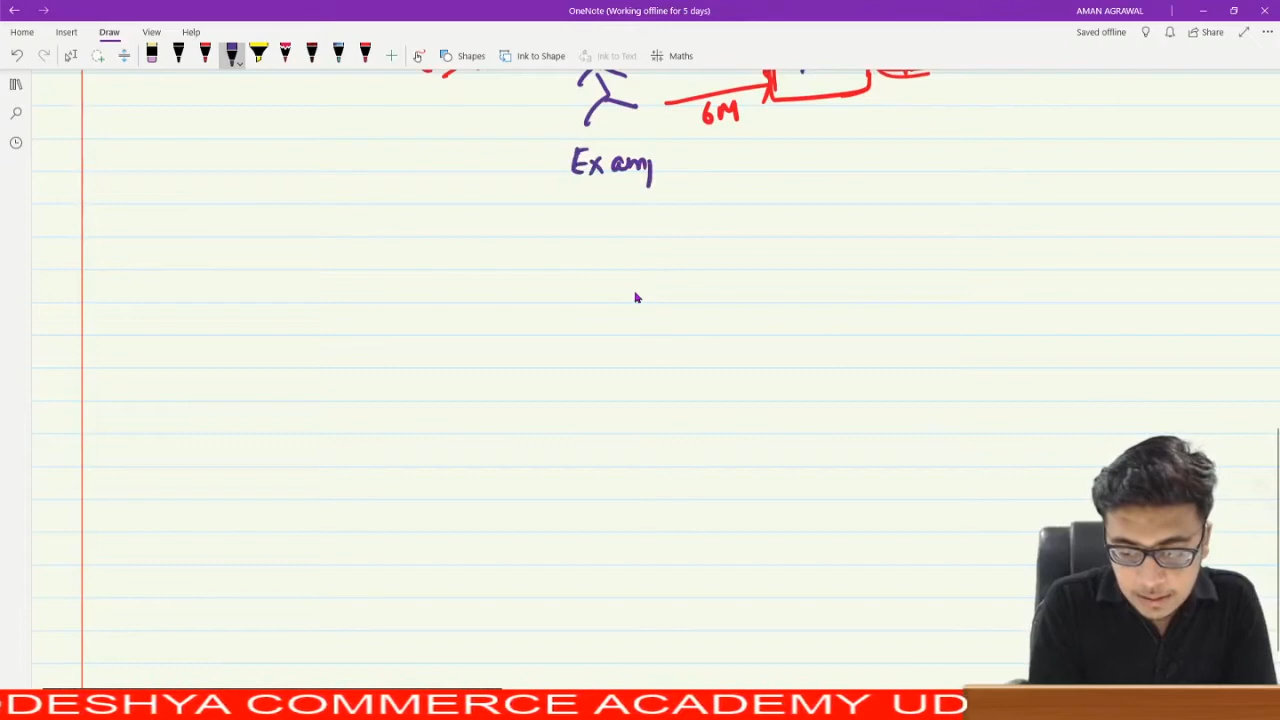 OneNote (Working offline for 5 days)
AMAN AGRAWAL
Home Insert Draw View Help
Saved offline Share
Shapes Ink to Shape Ink to Text Maths
6M
Exam
DESHYA COMMERCE ACADEMY UD